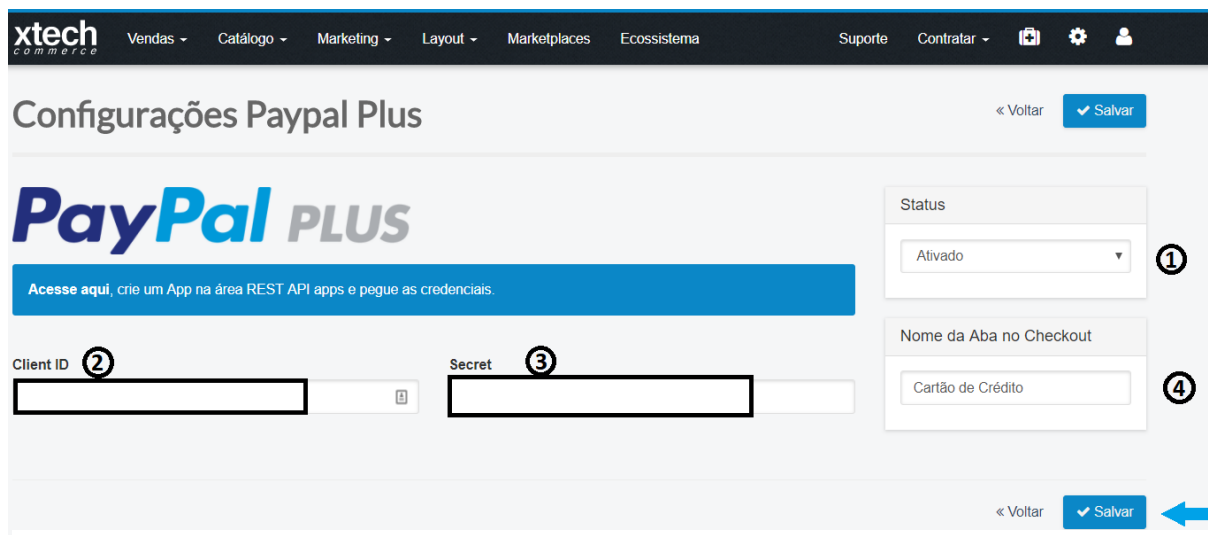 xtech
commerce
Vendas Catálogo Marketing Layout Marketplaces Ecossistema Suporte Contratar
Configurações Paypal Plus
« Voltar Salvar
PayPal PLUS
Status
Ativado
1
Acesse aqui, crie um App na área REST API apps e pegue as credenciais.
Nome da Aba no Checkout
Client ID 2 Secret 3
Cartão de Crédito
4
« Voltar Salvar